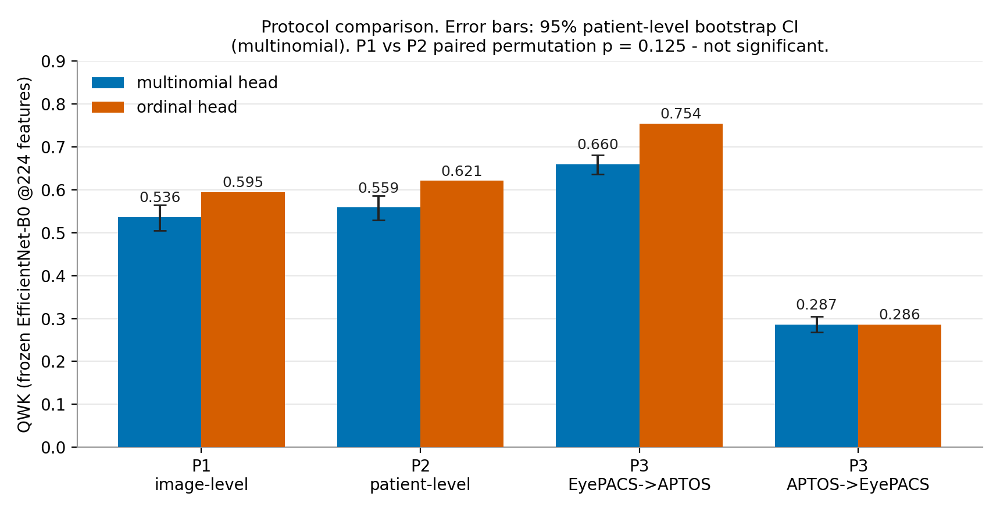 Protocol comparison. Error bars: 95% patient-level bootstrap CI
(multinomial). P1 vs P2 paired permutation p = 0.125 - not significant.
QWK (frozen EfficientNet-B0 @224 features)
0.9
0.8
0.7
0.6
0.5
0.4
0.3
0.2
0.1
0.0
multinomial head
ordinal head
0.536
0.595
0.559
0.621
0.660
0.754
0.287
0.286
P1
image-level
P2
patient-level
P3
EyePACS->APTOS
P3
APTOS->EyePACS